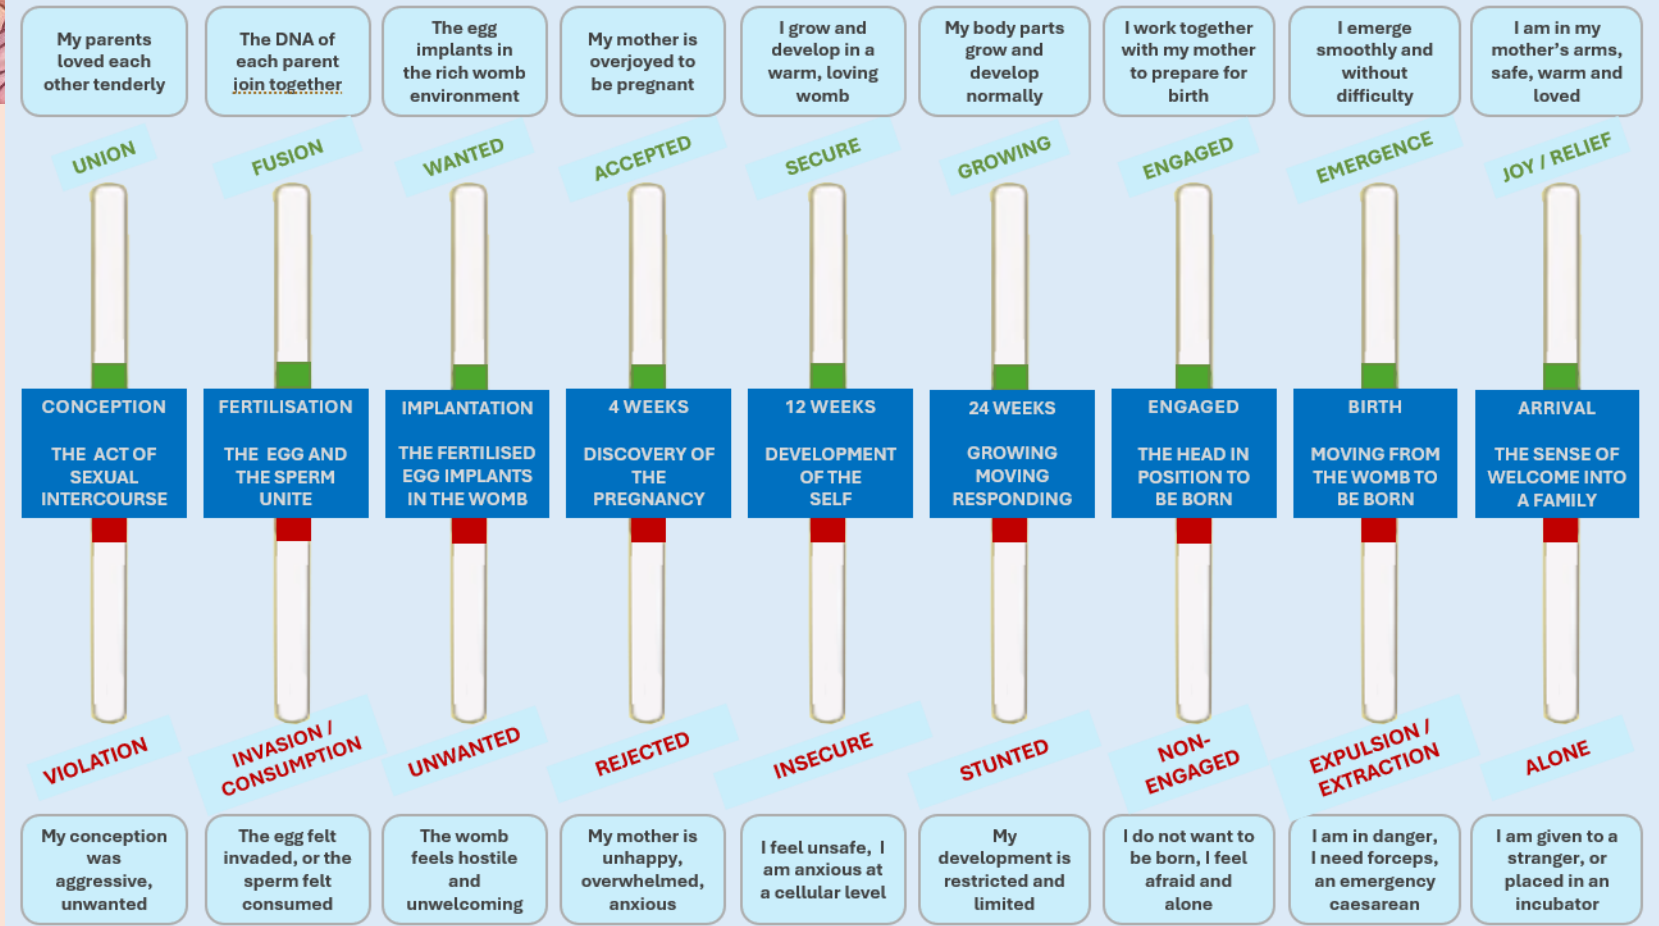 My parents
loved each
other tenderly
The DNA of
each parent
join together
The egg
implants in
the rich womb
environment
My mother is
overjoyed to
be pregnant
I grow and
develop in a
warm, loving
womb
My body parts
grow and
develop
normally
I work together
with my mother
to prepare for
birth
I emerge
smoothly and
without
difficulty
I am in my
mother's arms,
safe, warm and
loved
UNION
FUSION
WANTED
ACCEPTED
SECURE
GROWING
ENGAGED
EMERGENCE
JOY / RELIEF
CONCEPTION
THE ACT OF
SEXUAL
INTERCOURSE
FERTILISATION
THE EGG AND
THE SPERM
UNITE
IMPLANTATION
THE FERTILISED
EGG IMPLANTS
IN THE WOMB
4 WEEKS
DISCOVERY OF
THE
PREGNANCY
12 WEEKS
DEVELOPMENT
OF THE
SELF
24 WEEKS
GROWING
MOVING
RESPONDING
ENGAGED
THE HEAD IN
POSITION TO
BE BORN
BIRTH
MOVING FROM
THE WOMB TO
BE BORN
ARRIVAL
THE SENSE OF
WELCOME INTO
A FAMILY
VIOLATION
INVASION /
CONSUMPTION
UNWANTED
REJECTED
INSECURE
STUNTED
NON-
ENGAGED
EXPULSION /
EXTRACTION
ALONE
My conception
was
aggressive,
unwanted
The egg felt
invaded, or the
sperm felt
consumed
The womb
feels hostile
and
unwelcoming
My mother is
unhappy,
overwhelmed,
anxious
I feel unsafe, I
am anxious at
a cellular level
My
development is
restricted and
limited
I do not want to
be born, I feel
afraid and
alone
I am in danger,
I need forceps,
an emergency
caesarean
I am given to a
stranger, or
placed in an
incubator